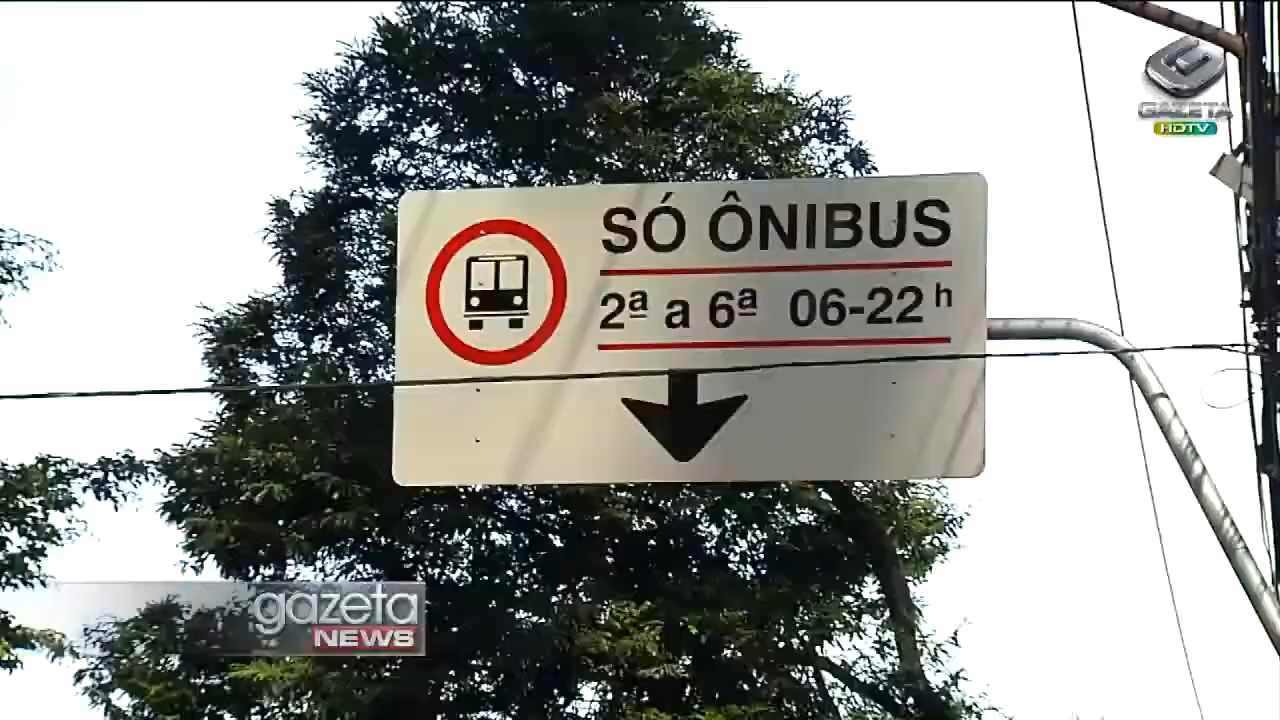 GAZETA
HDTV
SÓ ÔNIBUS
2ª a 6ª 06-22 h
gazeta
NEWS